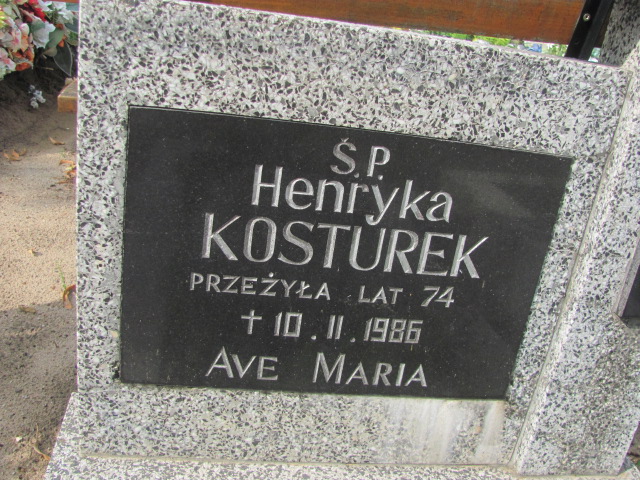 Ś.P.
Henryka
KOSTUREK
PRZEŻYŁA LAT 74
✝ 10.11.1986
AVE MARIA